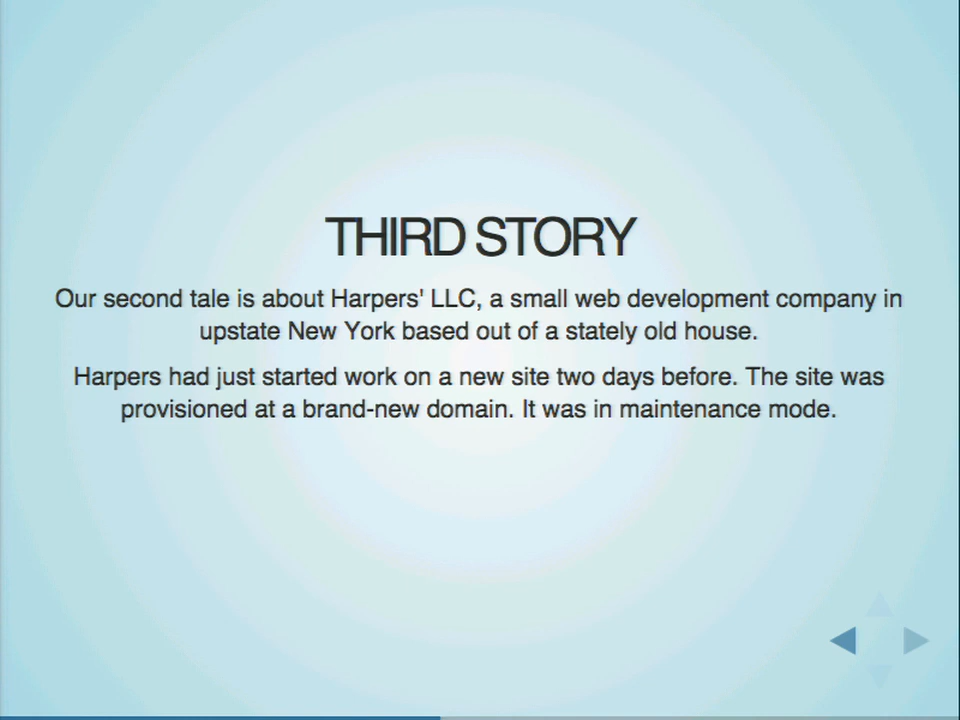 THIRD STORY
Our second tale is about Harpers' LLC, a small web development company in
upstate New York based out of a stately old house.
Harpers had just started work on a new site two days before. The site was
provisioned at a brand-new domain. It was in maintenance mode.